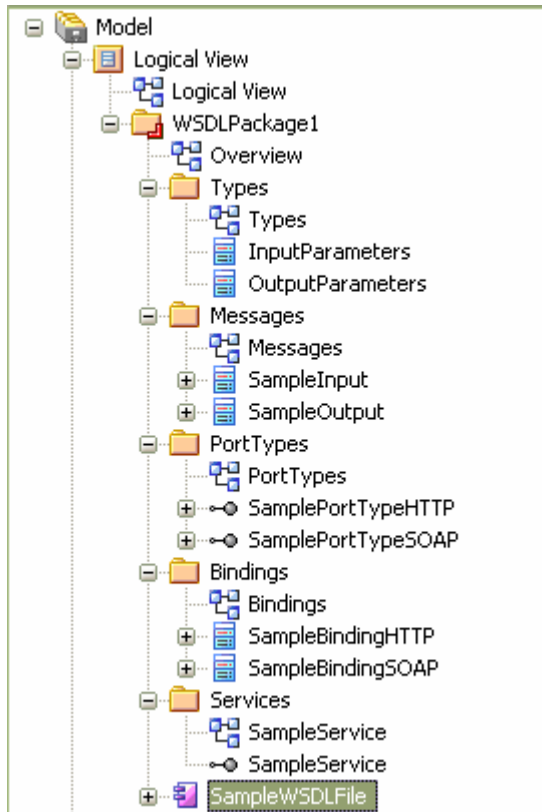 Model
Logical View
Logical View
WSDLPackage1
Overview
Types
Types
InputParameters
OutputParameters
Messages
Messages
SampleInput
SampleOutput
PortTypes
PortTypes
SamplePortTypeHTTP
SamplePortTypeSOAP
Bindings
Bindings
SampleBindingHTTP
SampleBindingSOAP
Services
SampleService
SampleService
SampleWSDLFile